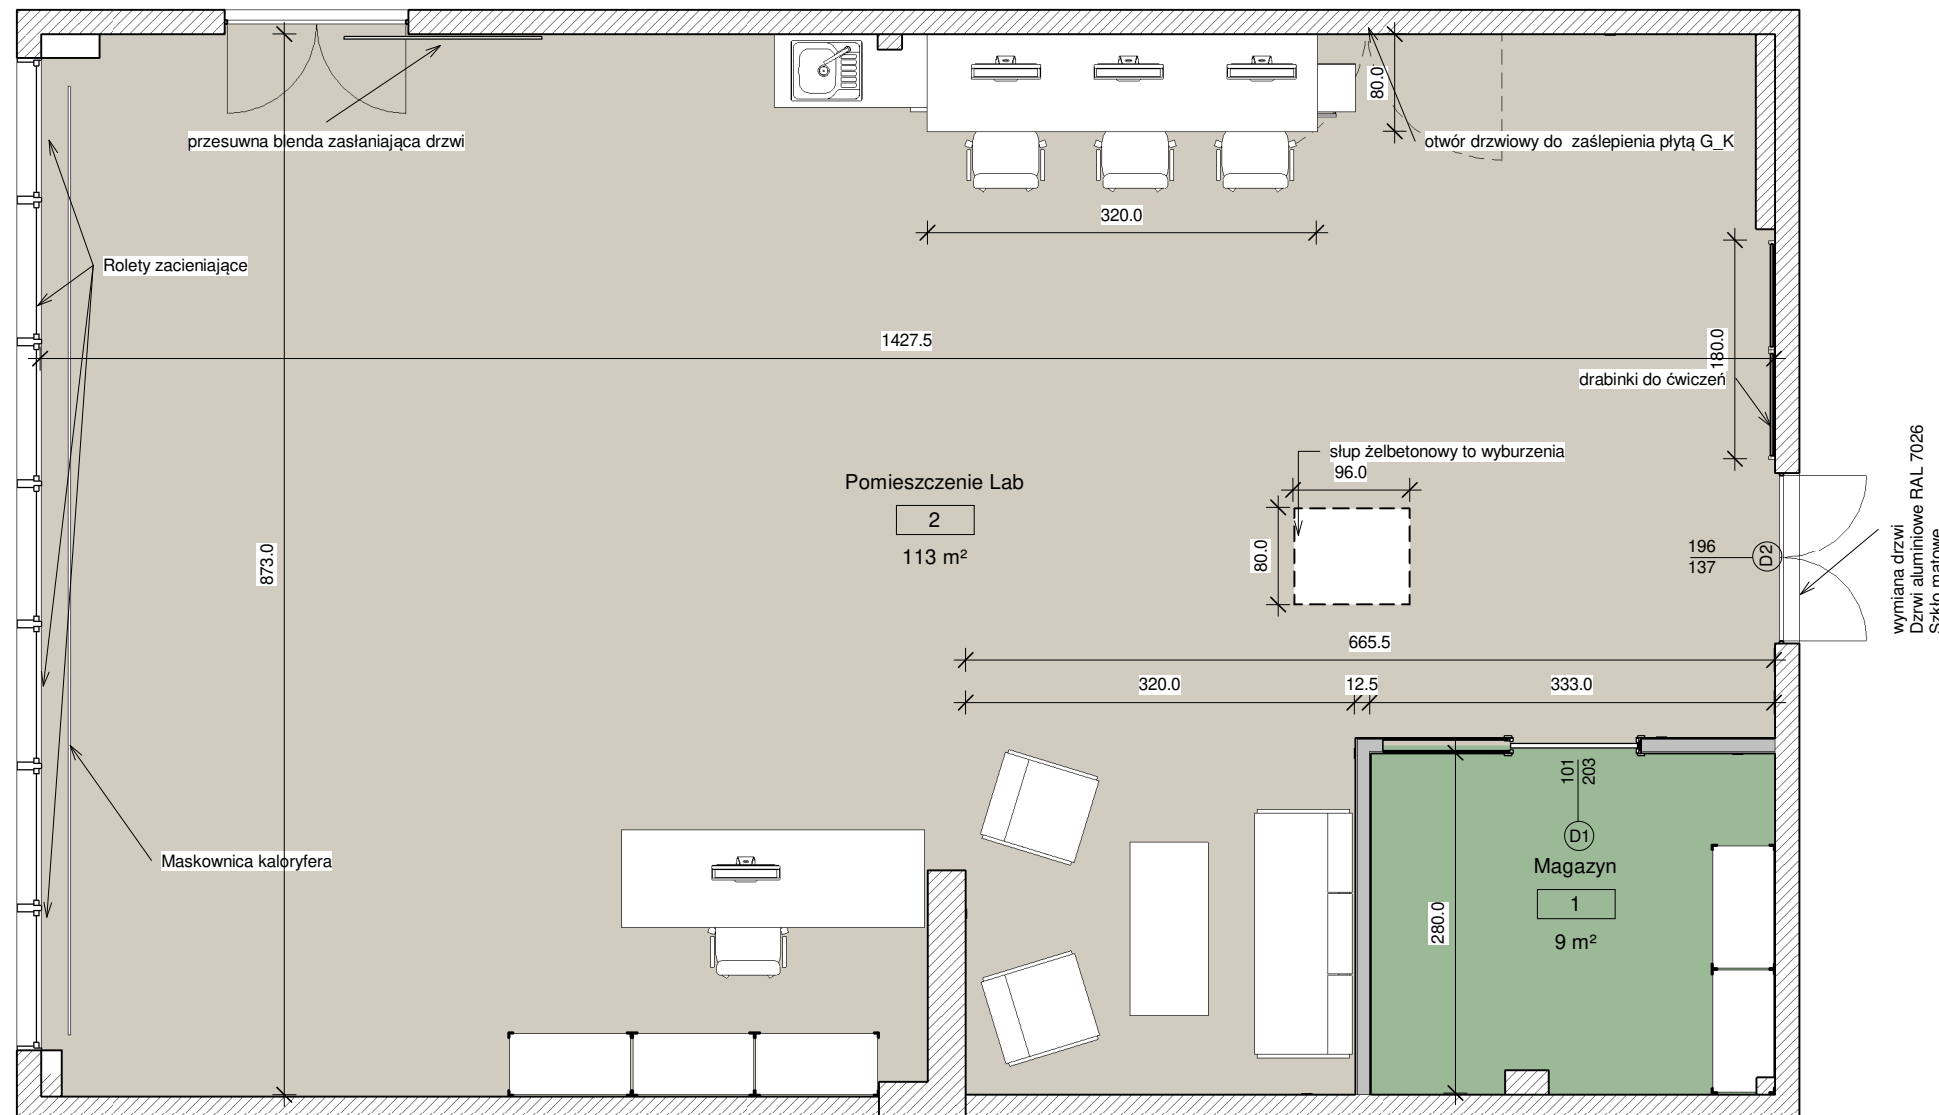 80.0
przesuwna blenda zasłaniająca drzwi
otwór drzwiowy do  zaślepienia płytą G_K
320.0
Rolety zacieniające
1427.5
180.0
drabinki do ćwiczeń
słup żelbetonowy to wyburzenia
96.0
Pomieszczenie Lab
2
113 m²
873.0
80.0
196
137
D2
wymiana drzwi
Dzrwi aluminiowe RAL 7026
Szkło matowe
665.5
320.0
12.5
333.0
101
203
D1
Magazyn
1
9 m²
280.0
Maskownica kaloryfera